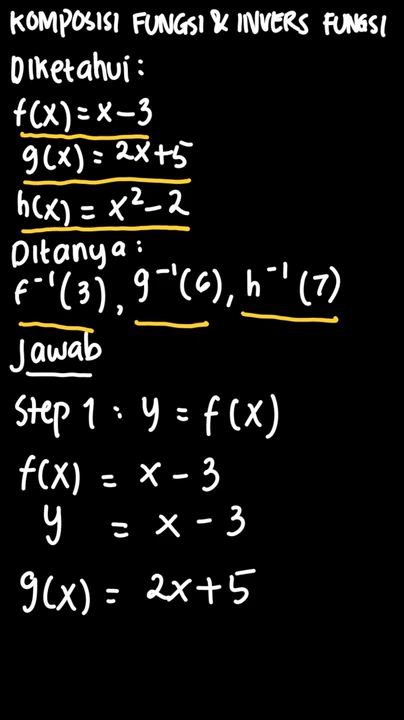 KOMPOSISI FUNGSI & INVERS FUNGSI
Diketahui:
f(x) = x - 3
g(x) = 2x+5
h(x) = x² - 2
Ditanya:
f⁻¹(3), g⁻¹(6), h⁻¹(7)
Jawab
Step 1 : y = f(x)
f(x) = x - 3
y = x - 3
g(x) = 2x+5